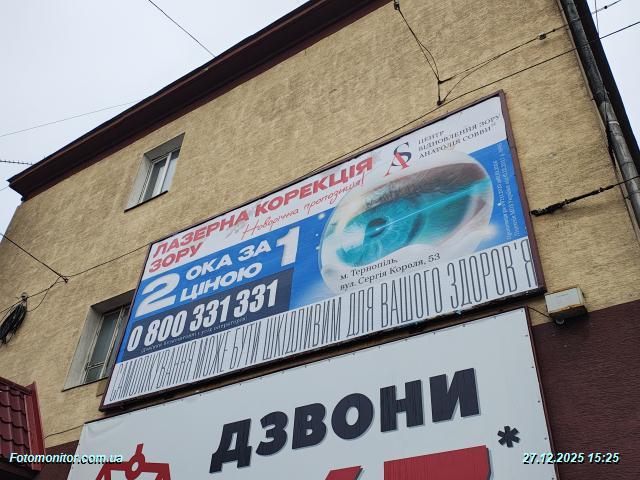 ЛАЗЕРНА КОРЕКЦІЯ
ЗОРУ
Новорічна пропозиція!
2 ОКА ЗА 1
ЦІНОЮ
0 800 331 331
ЦЕНТР
ВІДНОВЛЕННЯ ЗОРУ
АНАТОЛІЯ СОВВИ
м. Тернопіль,
вул. Сергія Короля, 53
САМОЛІКУВАННЯ МОЖЕ БУТИ ШКІДЛИВИМ ДЛЯ ВАШОГО ЗДОРОВ'Я
ДЗВОНИ
*
Fotomonitor.com.ua
27.12.2025 15:25